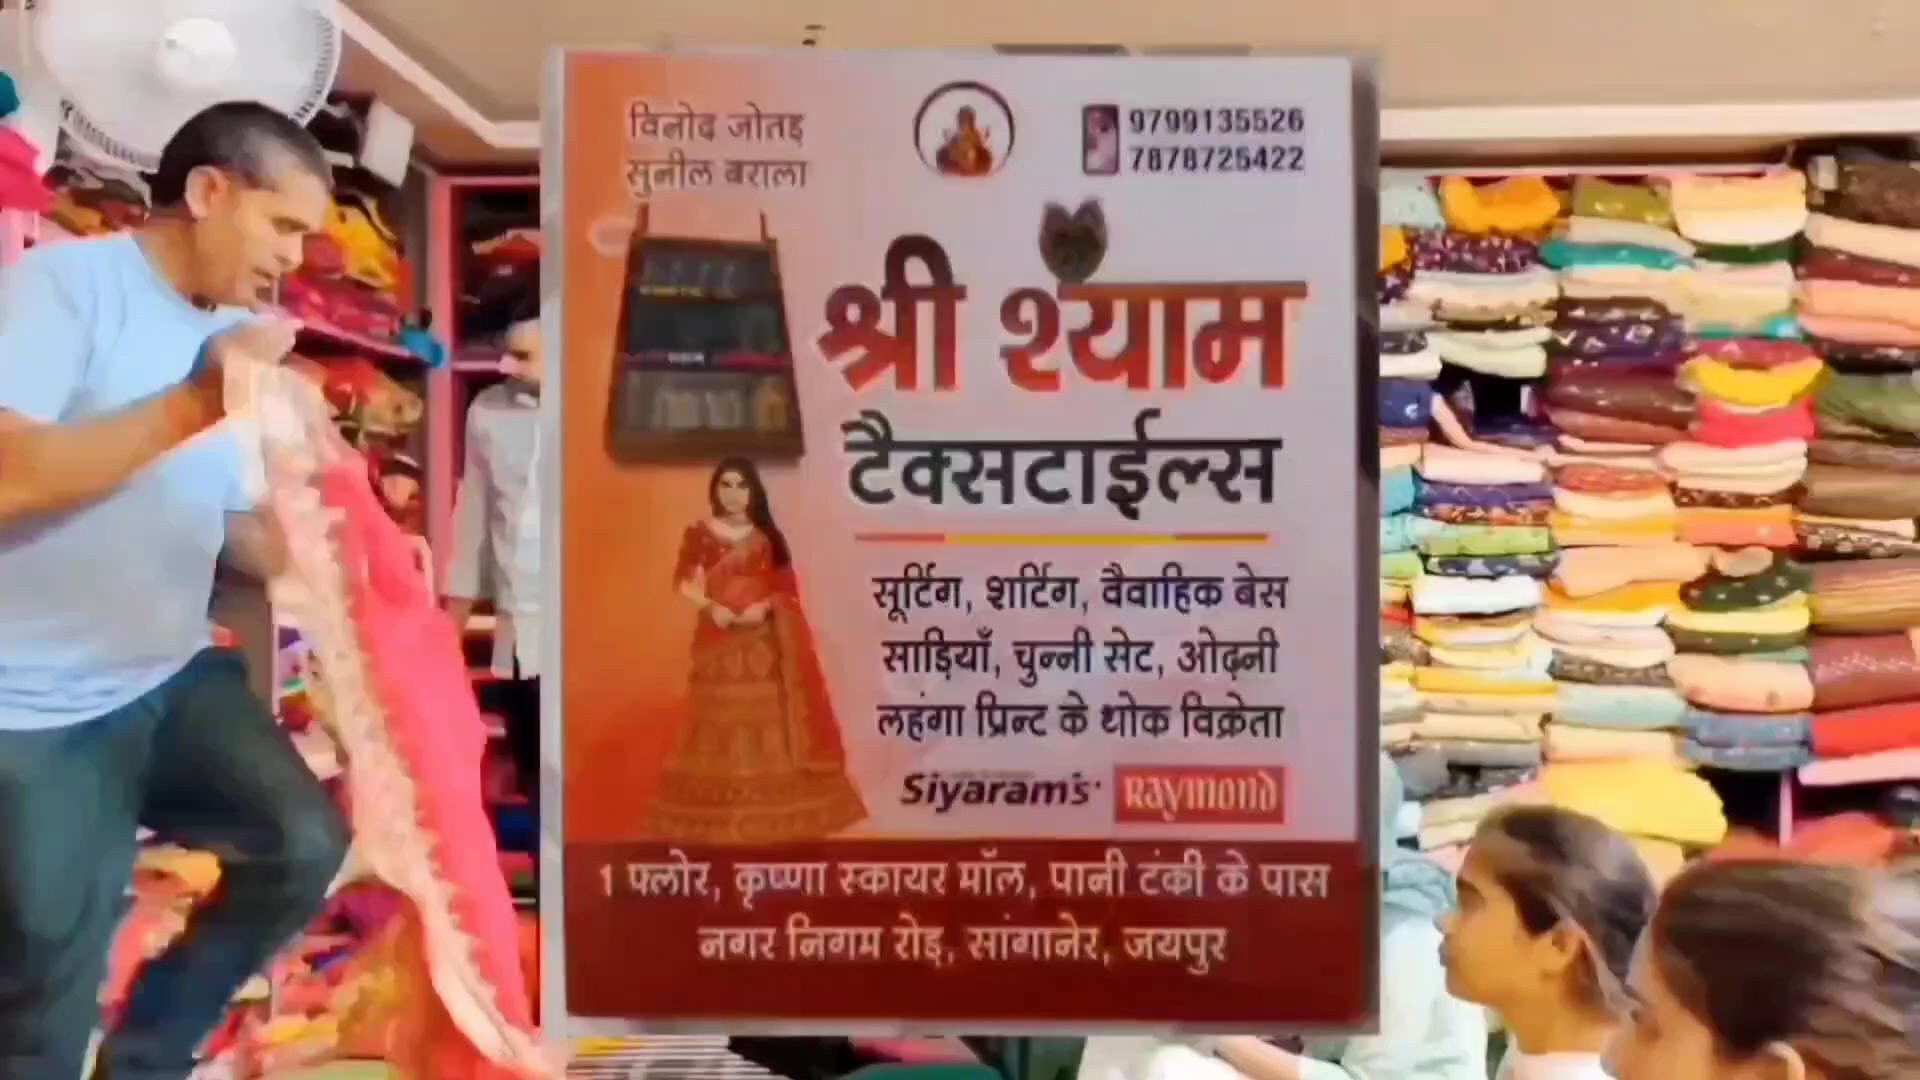 विनोद जोतड़
सुनील बराला
9799135526
7878725422
श्री श्याम
टैक्सटाईल्स
सूर्टिग, शर्टिग, वैवाहिक बेस
साड़ियाँ, चुन्नी सेट, ओढ़नी
लहंगा प्रिन्ट के थोक विक्रेता
Siyaram's Raymond
1 फ्लोर, कृष्णा स्कायर मॉल, पानी टंकी के पास
नगर निगम रोड़, सांगानेर, जयपुर